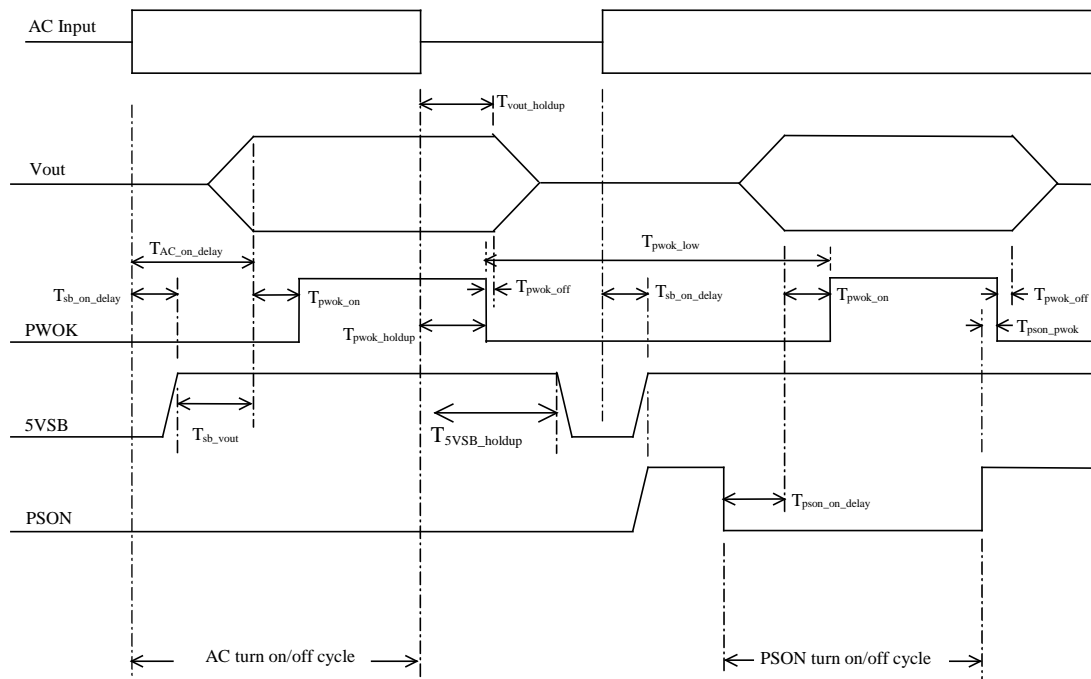 AC Input
T_vout_holdup
Vout
T_AC_on_delay
T_pwok_low
T_sb_on_delay
T_pwok_on
T_pwok_off
T_sb_on_delay
T_pwok_on
T_pwok_off
PWOK
T_pwok_holdup
T_pson_pwok
5VSB
T_sb_vout
T_5VSB_holdup
PSON
T_pson_on_delay
AC turn on/off cycle
PSON turn on/off cycle